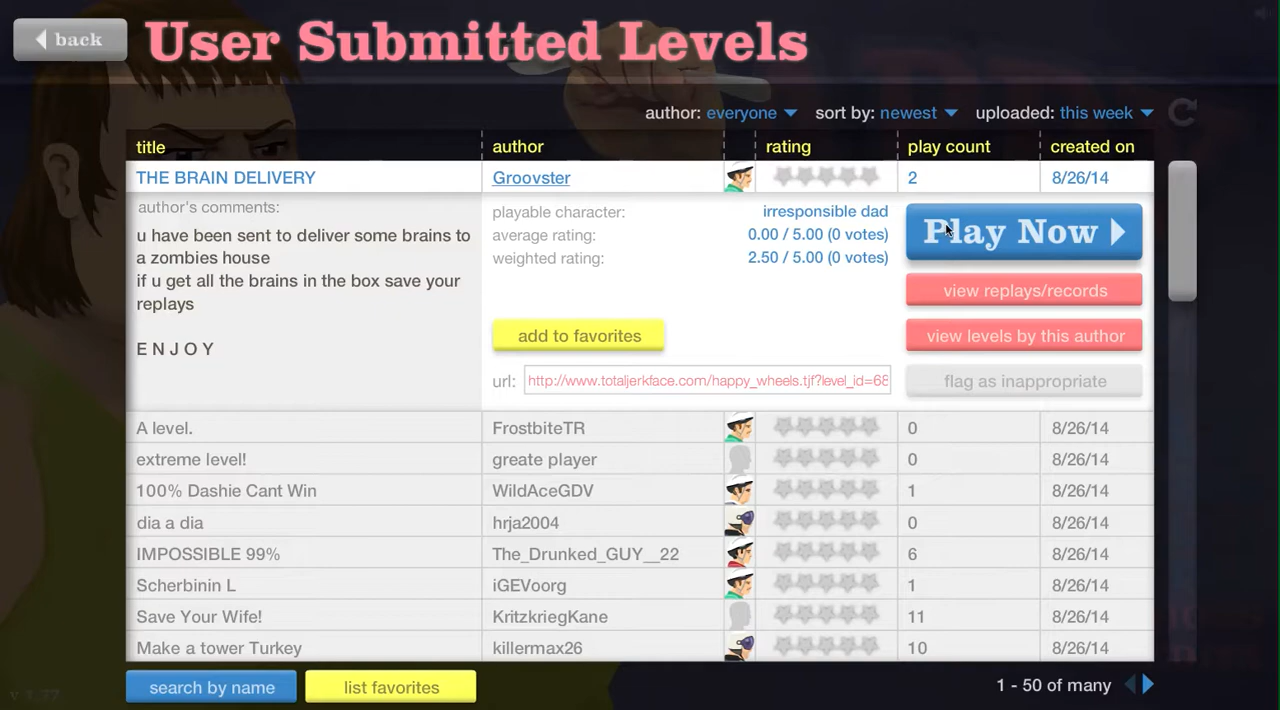 back
User Submitted Levels
author: everyone sort by: newest uploaded: this week
title author rating play count created on
THE BRAIN DELIVERY Groovster 2 8/26/14
author's comments:
u have been sent to deliver some brains to
a zombies house
if u get all the brains in the box save your
replays
E N J O Y
playable character: irresponsible dad
average rating: 0.00 / 5.00 (0 votes)
weighted rating: 2.50 / 5.00 (0 votes)
add to favorites
url: http://www.totaljerkface.com/happy_wheels.tjf?level_id=68
Play Now
view replays/records
view levels by this author
flag as inappropriate
A level. FrostbiteTR 0 8/26/14
extreme level! greate player 0 8/26/14
100% Dashie Cant Win WildAceGDV 1 8/26/14
dia a dia hrja2004 0 8/26/14
IMPOSSIBLE 99% The_Drunked_GUY__22 6 8/26/14
Scherbinin L iGEVoorg 1 8/26/14
Save Your Wife! KritzkriegKane 11 8/26/14
Make a tower Turkey killermax26 10 8/26/14
search by name list favorites 1 - 50 of many